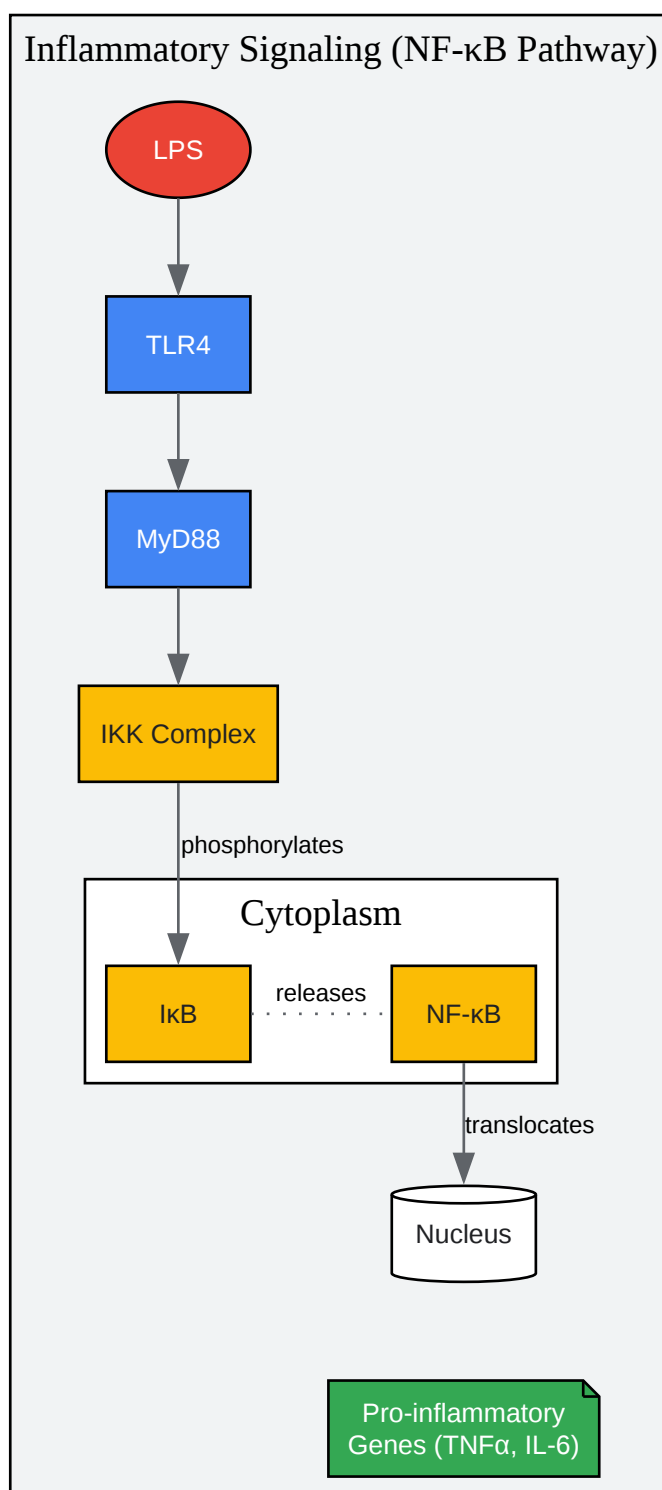 Inflammatory Signaling (NF-κB Pathway)
LPS
TLR4
MyD88
IKK Complex
phosphorylates
Cytoplasm
IκB
releases
NF-κB
translocates
Nucleus
Pro-inflammatory
Genes (TNFα, IL-6)